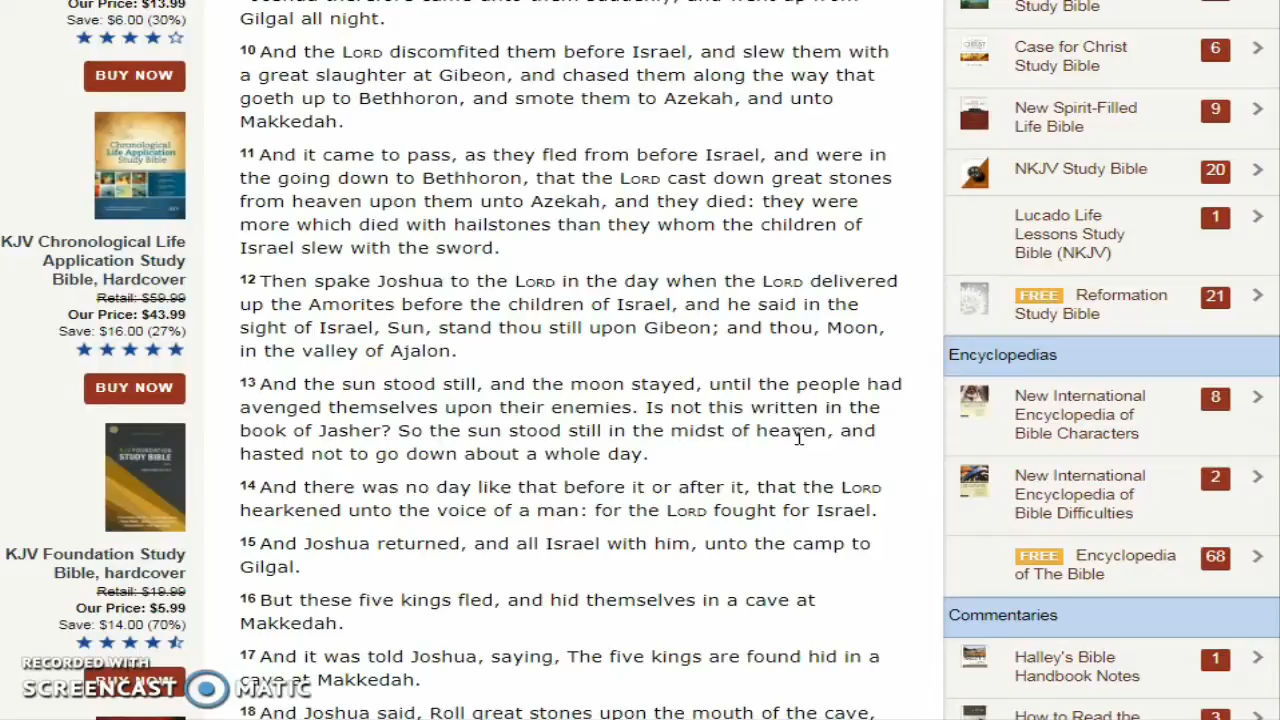 Our Price: $13.99
Save: $6.00 (30%)
BUY NOW
Chronological
Life Application
Study Bible
KJV Chronological Life
Application Study
Bible, Hardcover
Retail: $59.99
Our Price: $43.99
Save: $16.00 (27%)
BUY NOW
STUDY BIBLE
KJV Foundation Study
Bible, hardcover
Retail: $19.99
Our Price: $5.99
Save: $14.00 (70%)
BUY NOW
RECORDED WITH
SCREENCAST MATIC
Gilgal all night.
10 And the LORD discomfited them before Israel, and slew them with
a great slaughter at Gibeon, and chased them along the way that
goeth up to Bethhoron, and smote them to Azekah, and unto
Makkedah.
11 And it came to pass, as they fled from before Israel, and were in
the going down to Bethhoron, that the LORD cast down great stones
from heaven upon them unto Azekah, and they died: they were
more which died with hailstones than they whom the children of
Israel slew with the sword.
12 Then spake Joshua to the LORD in the day when the LORD delivered
up the Amorites before the children of Israel, and he said in the
sight of Israel, Sun, stand thou still upon Gibeon; and thou, Moon,
in the valley of Ajalon.
13 And the sun stood still, and the moon stayed, until the people had
avenged themselves upon their enemies. Is not this written in the
book of Jasher? So the sun stood still in the midst of heaven, and
hasted not to go down about a whole day.
14 And there was no day like that before it or after it, that the LORD
hearkened unto the voice of a man: for the LORD fought for Israel.
15 And Joshua returned, and all Israel with him, unto the camp to
Gilgal.
16 But these five kings fled, and hid themselves in a cave at
Makkedah.
17 And it was told Joshua, saying, The five kings are found hid in a
cave at Makkedah.
18 And Joshua said, Roll great stones upon the mouth of the cave,
Study Bible
Case for Christ 6
Study Bible
New Spirit-Filled 9
Life Bible
NKJV Study Bible 20
Lucado Life 1
Lessons Study
Bible (NKJV)
FREE Reformation 21
Study Bible
Encyclopedias
New International 8
Encyclopedia of
Bible Characters
New International 2
Encyclopedia of
Bible Difficulties
FREE Encyclopedia 68
of The Bible
Commentaries
Halley's Bible 1
Handbook Notes
How to Read the 3